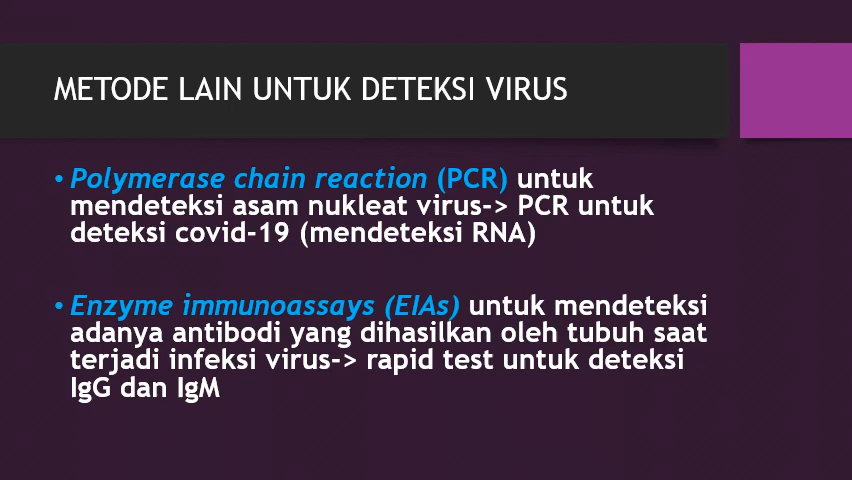 METODE LAIN UNTUK DETEKSI VIRUS
• Polymerase chain reaction (PCR) untuk
mendeteksi asam nukleat virus-> PCR untuk
deteksi covid-19 (mendeteksi RNA)
• Enzyme immunoassays (EIAs) untuk mendeteksi
adanya antibodi yang dihasilkan oleh tubuh saat
terjadi infeksi virus-> rapid test untuk deteksi
IgG dan IgM